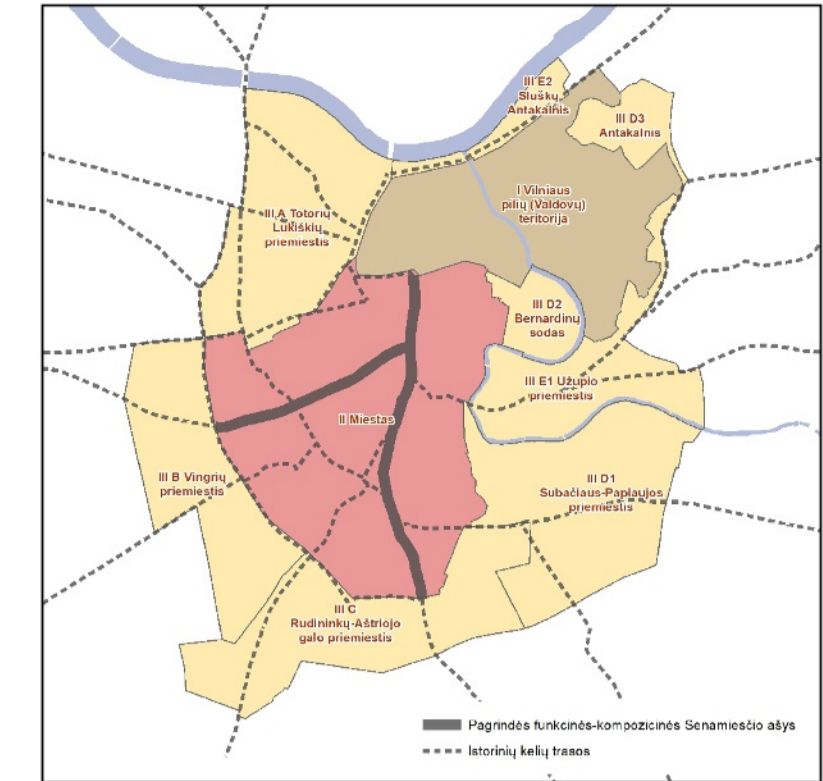 III E2
Sluškų
Antakalnis
III D3
Antakalnis
I Vilniaus
pilių (Valdovų)
teritorija
III A Totorių
Lukiškių
priemiestis
III D2
Bernardinų
sodas
III E1 Užupio
priemiestis
II Miestas
III B Vingrių
priemiestis
III D1
Subačiaus-Paplaujos
priemiestis
III C
Rudininkų-Aštriojo
galo priemiestis
Pagrindės funkcinės-kompozicinės Senamiesčio ašys
Istorinių kelių trasos